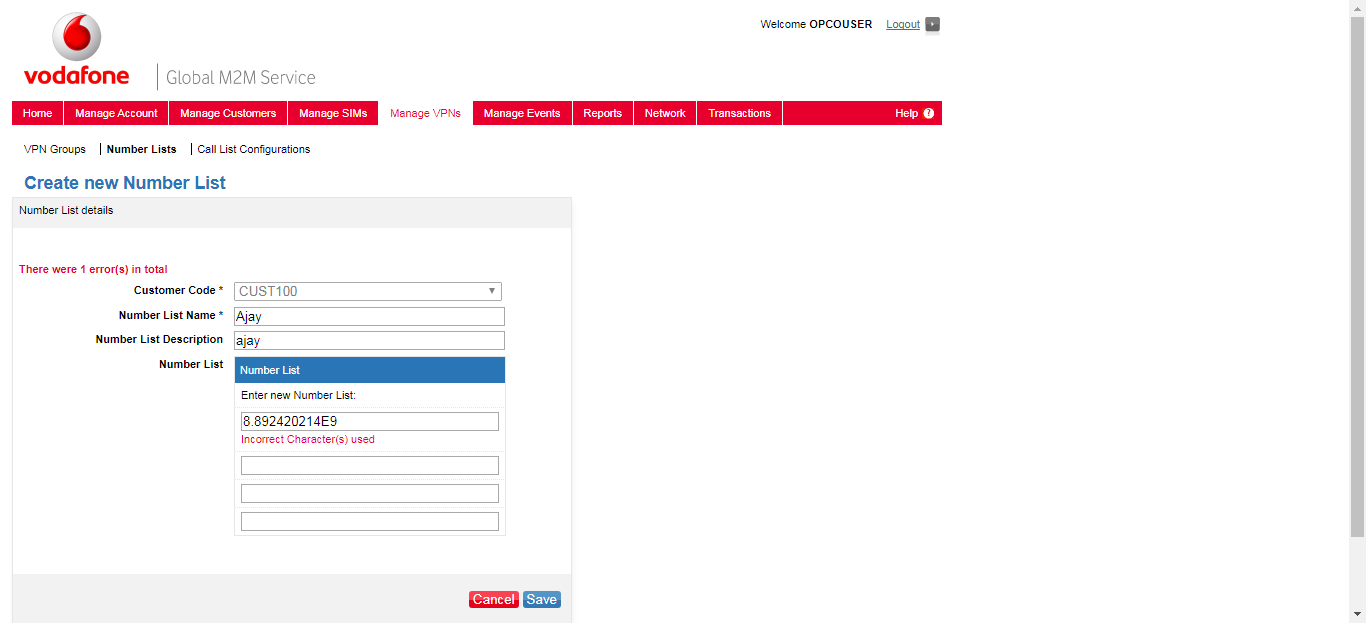 Welcome OPCOUSER Logout
vodafone
Global M2M Service
Home Manage Account Manage Customers Manage SIMs Manage VPNs Manage Events Reports Network Transactions Help ?
VPN Groups Number Lists Call List Configurations
Create new Number List
Number List details
There were 1 error(s) in total
Customer Code * CUST100
Number List Name * Ajay
Number List Description ajay
Number List
Number List
Enter new Number List:
8.892420214E9
Incorrect Character(s) used
Cancel Save